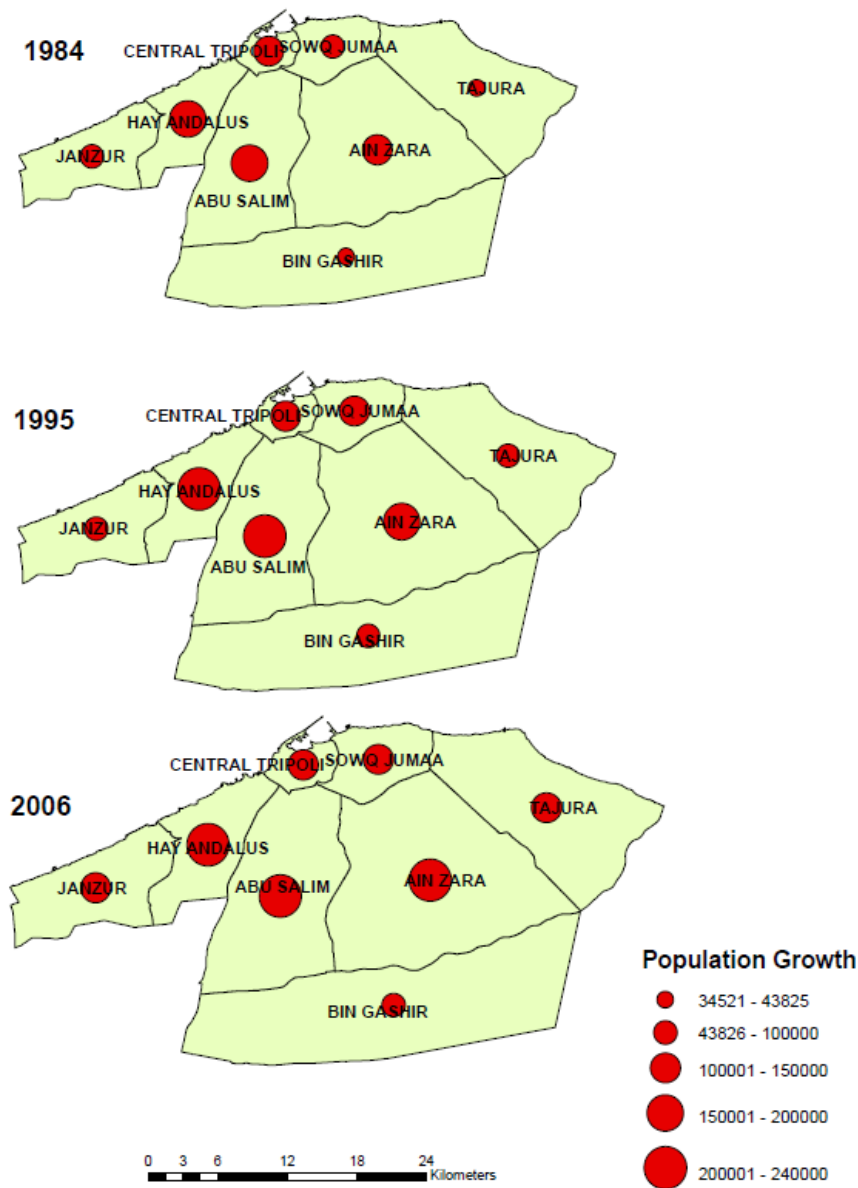 1984
CENTRAL TRIPOLI
SOWQ JUMAA
TAJURA
HAY ANDALUS
JANZUR
AIN ZARA
ABU SALIM
BIN GASHIR
1995
CENTRAL TRIPOLI
SOWQ JUMAA
TAJURA
HAY ANDALUS
JANZUR
AIN ZARA
ABU SALIM
BIN GASHIR
2006
CENTRAL TRIPOLI
SOWQ JUMAA
TAJURA
HAY ANDALUS
JANZUR
ABU SALIM
AIN ZARA
BIN GASHIR
Population Growth
34521 - 43825
43826 - 100000
100001 - 150000
150001 - 200000
200001 - 240000
0 3 6 12 18 24
Kilometers